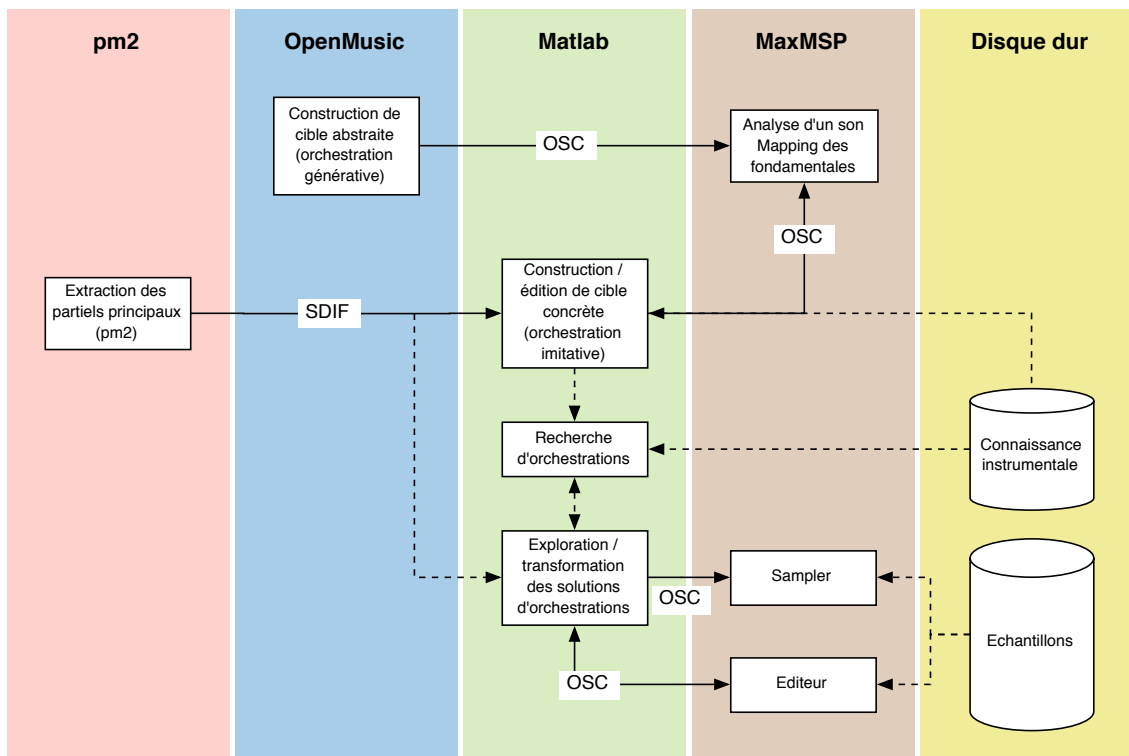 pm2
OpenMusic
Matlab
MaxMSP
Disque dur
Construction de
cible abstraite
(orchestration
générative)
OSC
Analyse d'un son
Mapping des
fondamentales
OSC
Extraction des
partiels principaux
(pm2)
SDIF
Construction /
édition de cible
concrète
(orchestration
imitative)
Recherche
d'orchestrations
Connaissance
instrumentale
Exploration /
transformation
des solutions
d'orchestrations
OSC
Sampler
Echantillons
OSC
Editeur